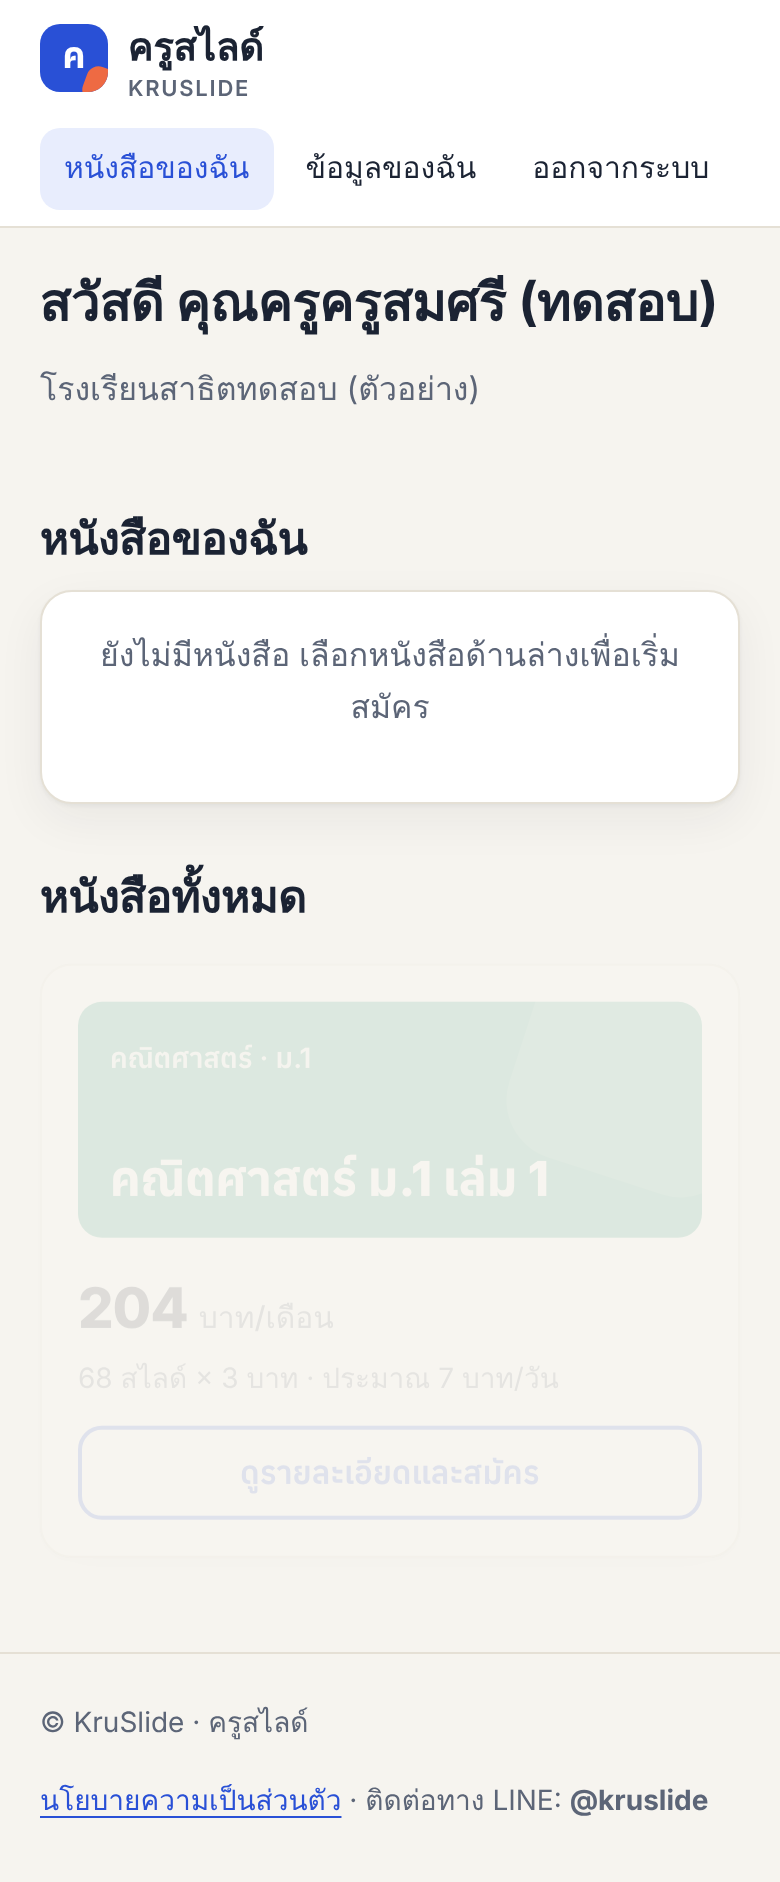 ค
ครูสไลด์
KRUSLIDE
หนังสือของฉัน ข้อมูลของฉัน ออกจากระบบ
สวัสดี คุณครูครูสมศรี (ทดสอบ)
โรงเรียนสาธิตทดสอบ (ตัวอย่าง)
หนังสือของฉัน
ยังไม่มีหนังสือ เลือกหนังสือด้านล่างเพื่อเริ่ม
สมัคร
หนังสือทั้งหมด
คณิตศาสตร์ · ม.1
คณิตศาสตร์ ม.1 เล่ม 1
204 บาท/เดือน
68 สไลด์ × 3 บาท · ประมาณ 7 บาท/วัน
ดูรายละเอียดและสมัคร
© KruSlide · ครูสไลด์
นโยบายความเป็นส่วนตัว · ติดต่อทาง LINE: @kruslide